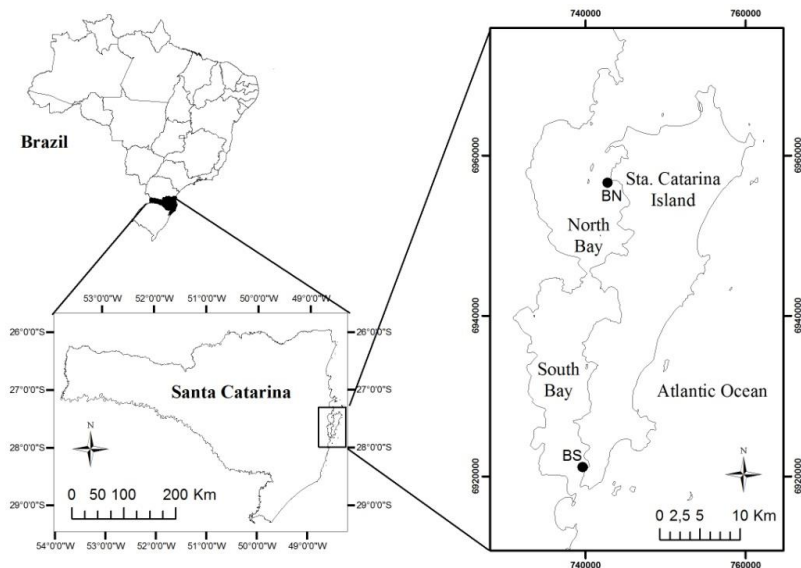 Brazil
53°0'0"W 52°0'0"W 51°0'0"W 50°0'0"W 49°0'0"W
26°0'0"S
27°0'0"S
28°0'0"S
29°0'0"S
Santa Catarina
N
0 50 100 200 Km
26°0'0"S
27°0'0"S
28°0'0"S
29°0'0"S
54°0'0"W 53°0'0"W 52°0'0"W 51°0'0"W 50°0'0"W 49°0'0"W
740000 760000
6960000
6940000
6920000
Sta. Catarina
Island
BN
North
Bay
South
Bay
Atlantic Ocean
BS
N
0 2,5 5 10 Km
6960000
6940000
6920000
740000 760000